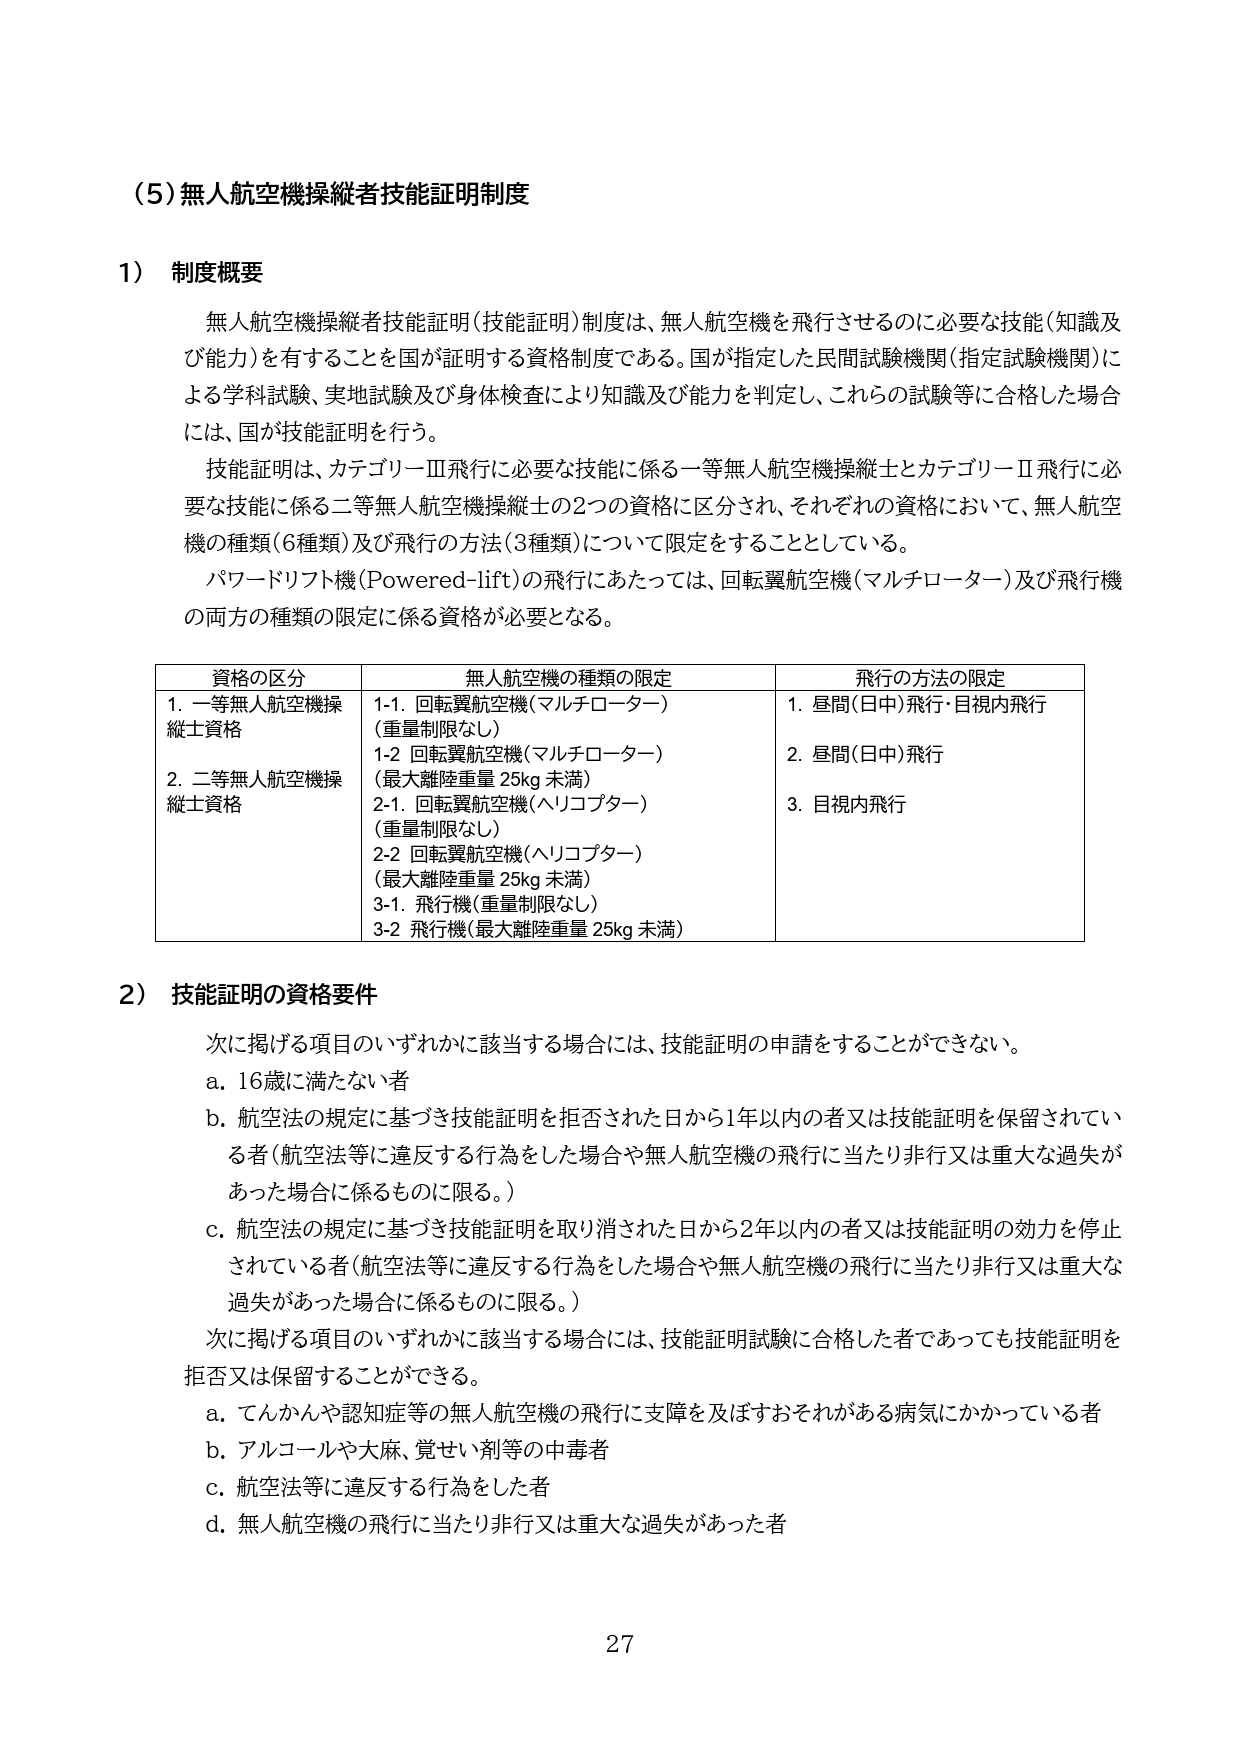 （5）無人航空機操縦者技能証明制度
1） 制度概要
無人航空機操縦者技能証明（技能証明）制度は、無人航空機を飛行させるのに必要な技能（知識及
び能力）を有することを国が証明する資格制度である。国が指定した民間試験機関（指定試験機関）に
よる学科試験、実地試験及び身体検査により知識及び能力を判定し、これらの試験等に合格した場合
には、国が技能証明を行う。
技能証明は、カテゴリーⅢ飛行に必要な技能に係る一等無人航空機操縦士とカテゴリーⅡ飛行に必
要な技能に係る二等無人航空機操縦士の2つの資格に区分され、それぞれの資格において、無人航空
機の種類（6種類）及び飛行の方法（3種類）について限定をすることとしている。
パワードリフト機（Powered-lift）の飛行にあたっては、回転翼航空機（マルチローター）及び飛行機
の両方の種類の限定に係る資格が必要となる。
資格の区分
1. 一等無人航空機操
縦士資格
2. 二等無人航空機操
縦士資格
無人航空機の種類の限定
1-1. 回転翼航空機（マルチローター）
（重量制限なし）
1-2 回転翼航空機（マルチローター）
（最大離陸重量 25kg 未満）
2-1. 回転翼航空機（ヘリコプター）
（重量制限なし）
2-2 回転翼航空機（ヘリコプター）
（最大離陸重量 25kg 未満）
3-1. 飛行機（重量制限なし）
3-2 飛行機（最大離陸重量 25kg 未満）
飛行の方法の限定
1. 昼間（日中）飛行・目視内飛行
2. 昼間（日中）飛行
3. 目視内飛行
2） 技能証明の資格要件
次に掲げる項目のいずれかに該当する場合には、技能証明の申請をすることができない。
a. 16歳に満たない者
b. 航空法の規定に基づき技能証明を拒否された日から1年以内の者又は技能証明を保留されてい
る者（航空法等に違反する行為をした場合や無人航空機の飛行に当たり非行又は重大な過失が
あった場合に係るものに限る。）
c. 航空法の規定に基づき技能証明を取り消された日から2年以内の者又は技能証明の効力を停止
されている者（航空法等に違反する行為をした場合や無人航空機の飛行に当たり非行又は重大な
過失があった場合に係るものに限る。）
次に掲げる項目のいずれかに該当する場合には、技能証明試験に合格した者であっても技能証明を
拒否又は保留することができる。
a. てんかんや認知症等の無人航空機の飛行に支障を及ぼすおそれがある病気にかかっている者
b. アルコールや大麻、覚せい剤等の中毒者
c. 航空法等に違反する行為をした者
d. 無人航空機の飛行に当たり非行又は重大な過失があった者
27